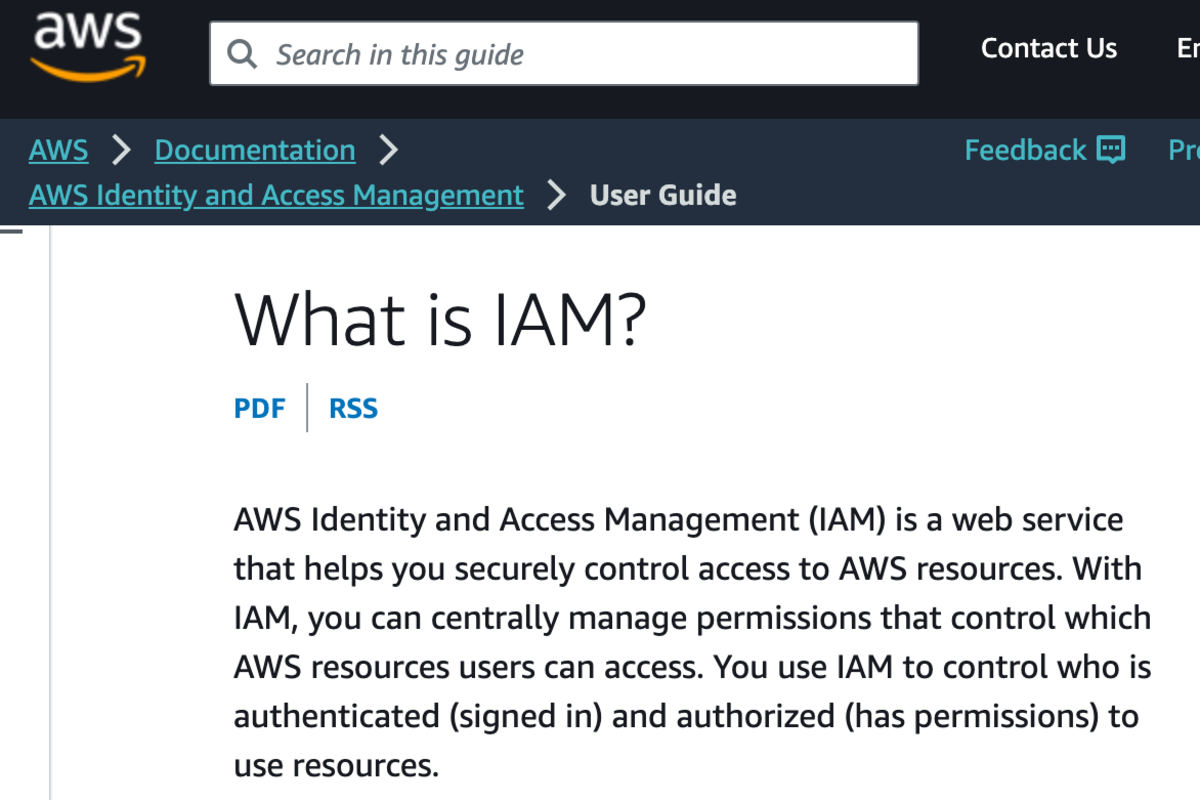 aws
Search in this guide
Contact Us
AWS
Documentation
Feedback
AWS Identity and Access Management
User Guide
What is IAM?
PDF
RSS
AWS Identity and Access Management (IAM) is a web service
that helps you securely control access to AWS resources. With
IAM, you can centrally manage permissions that control which
AWS resources users can access. You use IAM to control who is
authenticated (signed in) and authorized (has permissions) to
use resources.